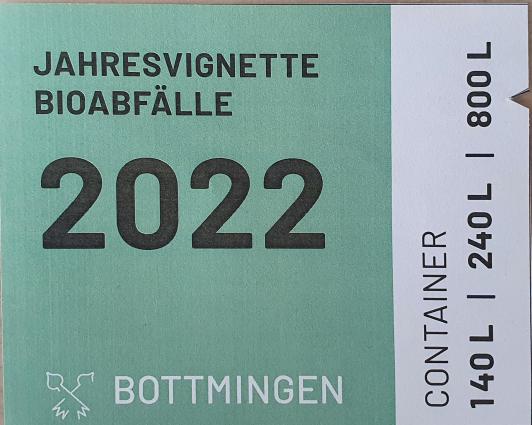 JAHRESVIGNETTE
BIOABFÄLLE
2022
BOTTMINGEN
CONTAINER
140 L | 240 L | 800 L